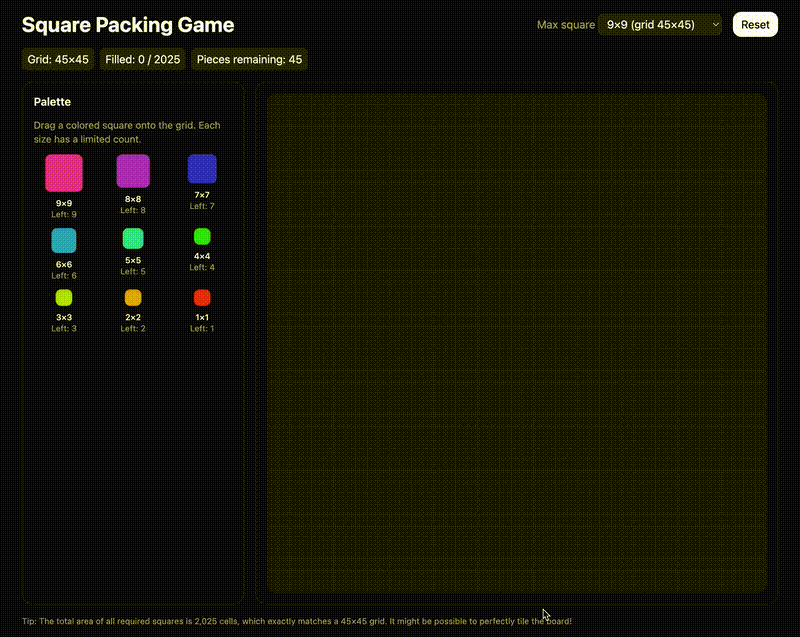 Square Packing Game
Max square 9×9 (grid 45×45) Reset
Grid: 45×45 Filled: 0 / 2025 Pieces remaining: 45
Palette
Drag a colored square onto the grid. Each
size has a limited count.
9×9 8×8 7×7
Left: 9 Left: 8 Left: 7
6×6 5×5 4×4
Left: 6 Left: 5 Left: 4
3×3 2×2 1×1
Left: 3 Left: 2 Left: 1
Tip: The total area of all required squares is 2,025 cells, which exactly matches a 45×45 grid. It might be possible to perfectly tile the board!